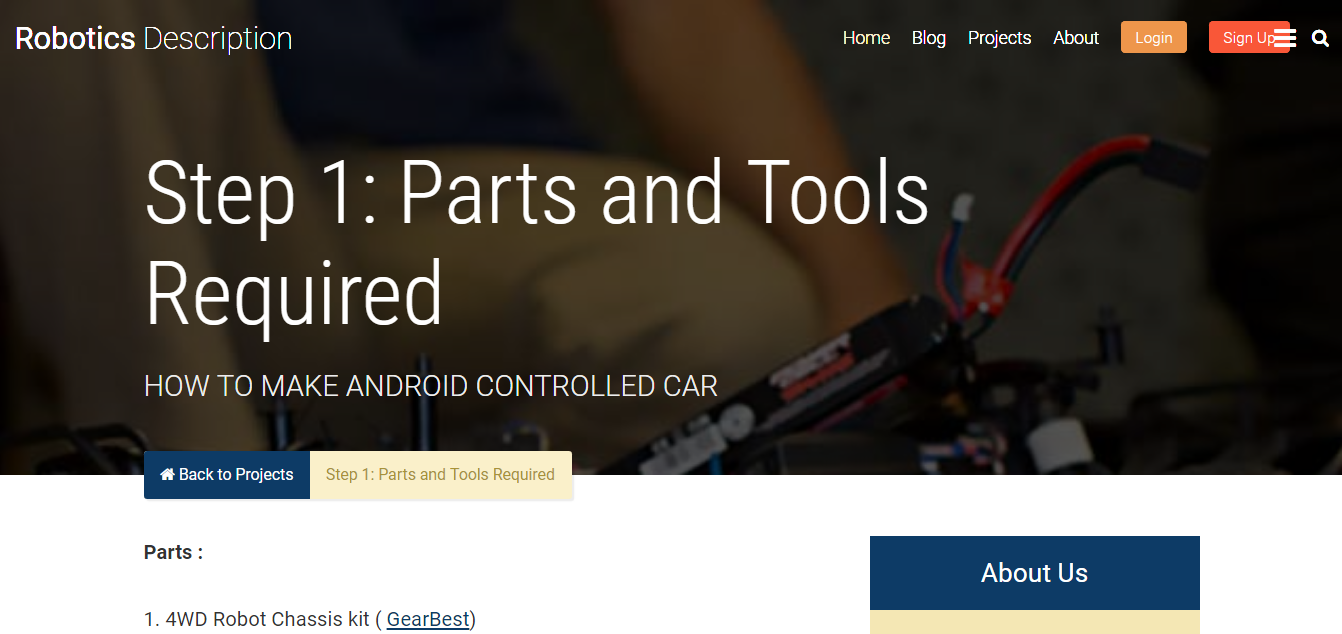 Robotics Description
Home Blog Projects About Login Sign Up
Step 1: Parts and Tools
Required
HOW TO MAKE ANDROID CONTROLLED CAR
Back to Projects Step 1: Parts and Tools Required
Parts :
About Us
1. 4WD Robot Chassis kit ( GearBest)